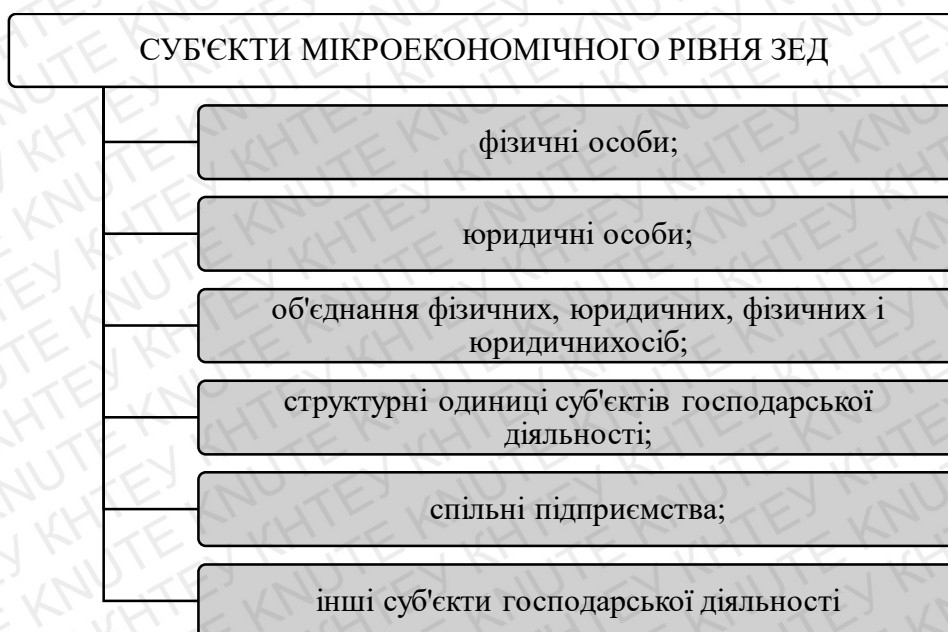 СУБ'ЄКТИ МІКРОЕКОНОМІЧНОГО РІВНЯ ЗЕД
фізичні особи;
юридичні особи;
об'єднання фізичних, юридичних, фізичних і
юридичнихосіб;
структурні одиниці суб'єктів господарської
діяльності;
спільні підприємства;
інші суб'єкти господарської діяльності